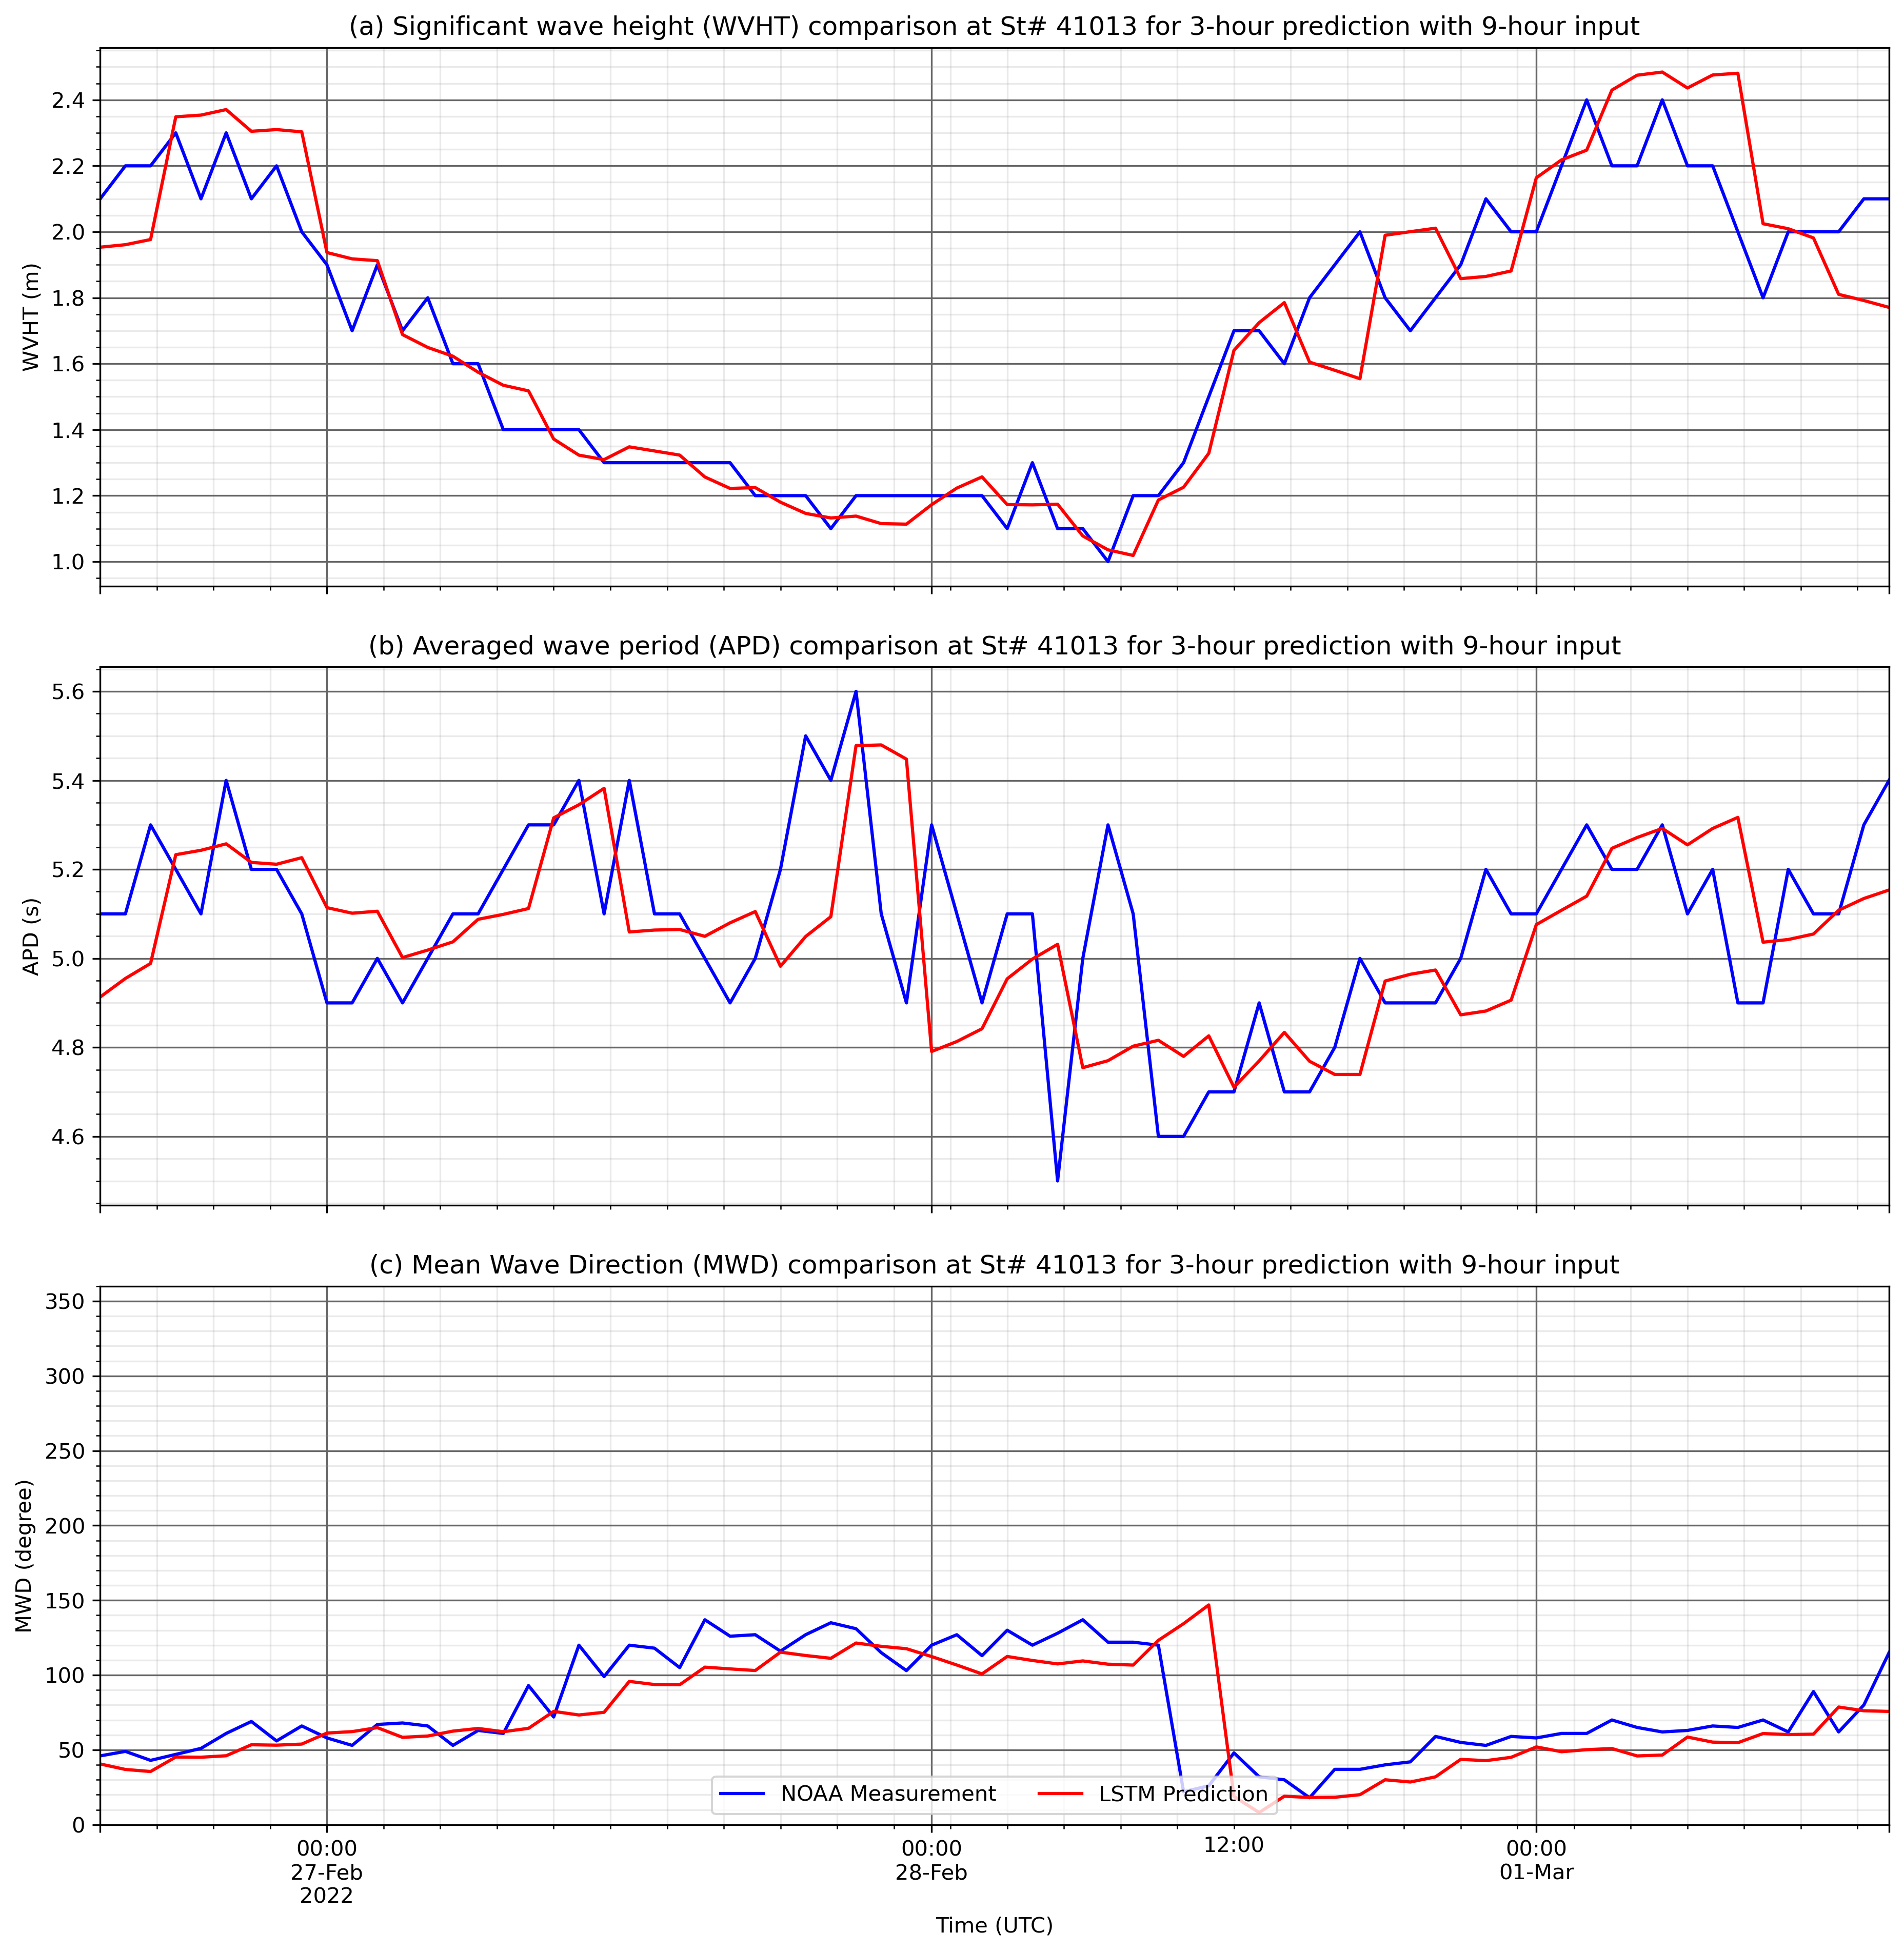 (a) Significant wave height (WVHT) comparison at St# 41013 for 3-hour prediction with 9-hour input
2.4
2.2
2.0
1.8
1.6
1.4
1.2
1.0
WVHT (m)
(b) Averaged wave period (APD) comparison at St# 41013 for 3-hour prediction with 9-hour input
5.6
5.4
5.2
5.0
4.8
4.6
APD (s)
(c) Mean Wave Direction (MWD) comparison at St# 41013 for 3-hour prediction with 9-hour input
350
300
250
200
150
100
50
0
MWD (degree)
NOAA Measurement LSTM Prediction
00:00 00:00 12:00 00:00
27-Feb 28-Feb 01-Mar
2022
Time (UTC)